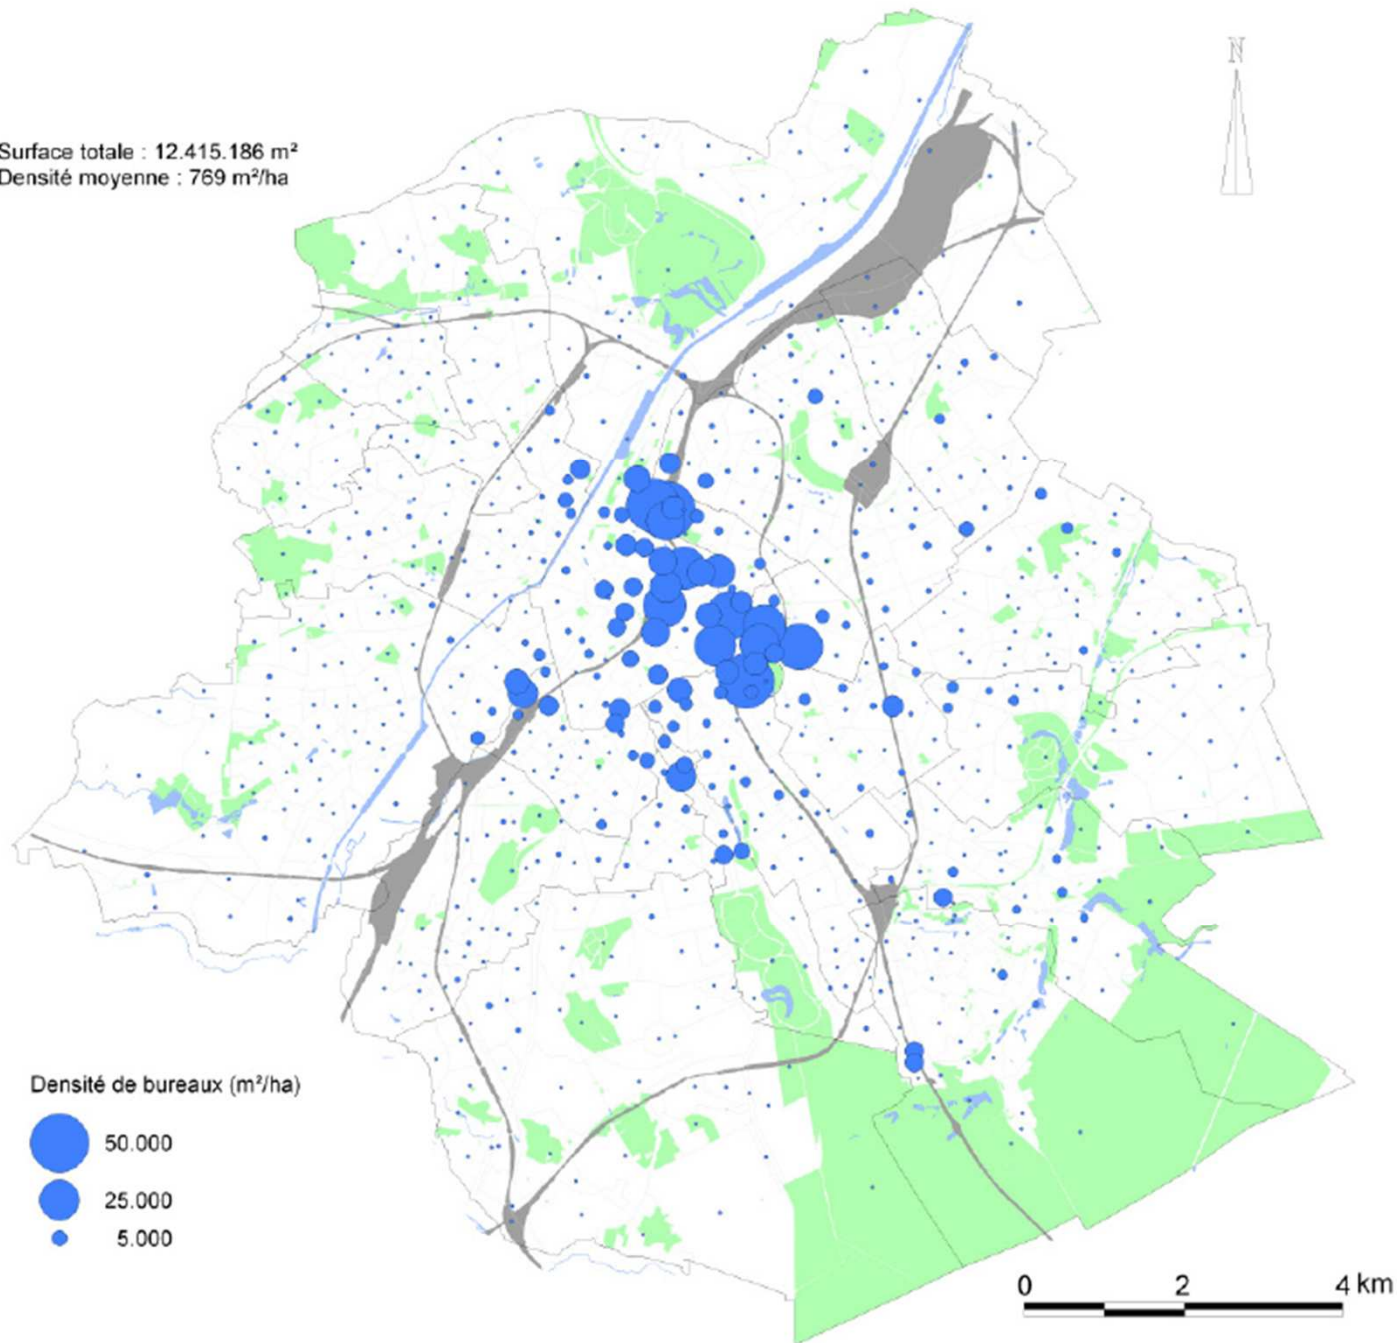 N
Surface totale : 12.415.186 m²
Densité moyenne : 769 m²/ha
Densité de bureaux (m²/ha)
50.000
25.000
5.000
0 2 4 km